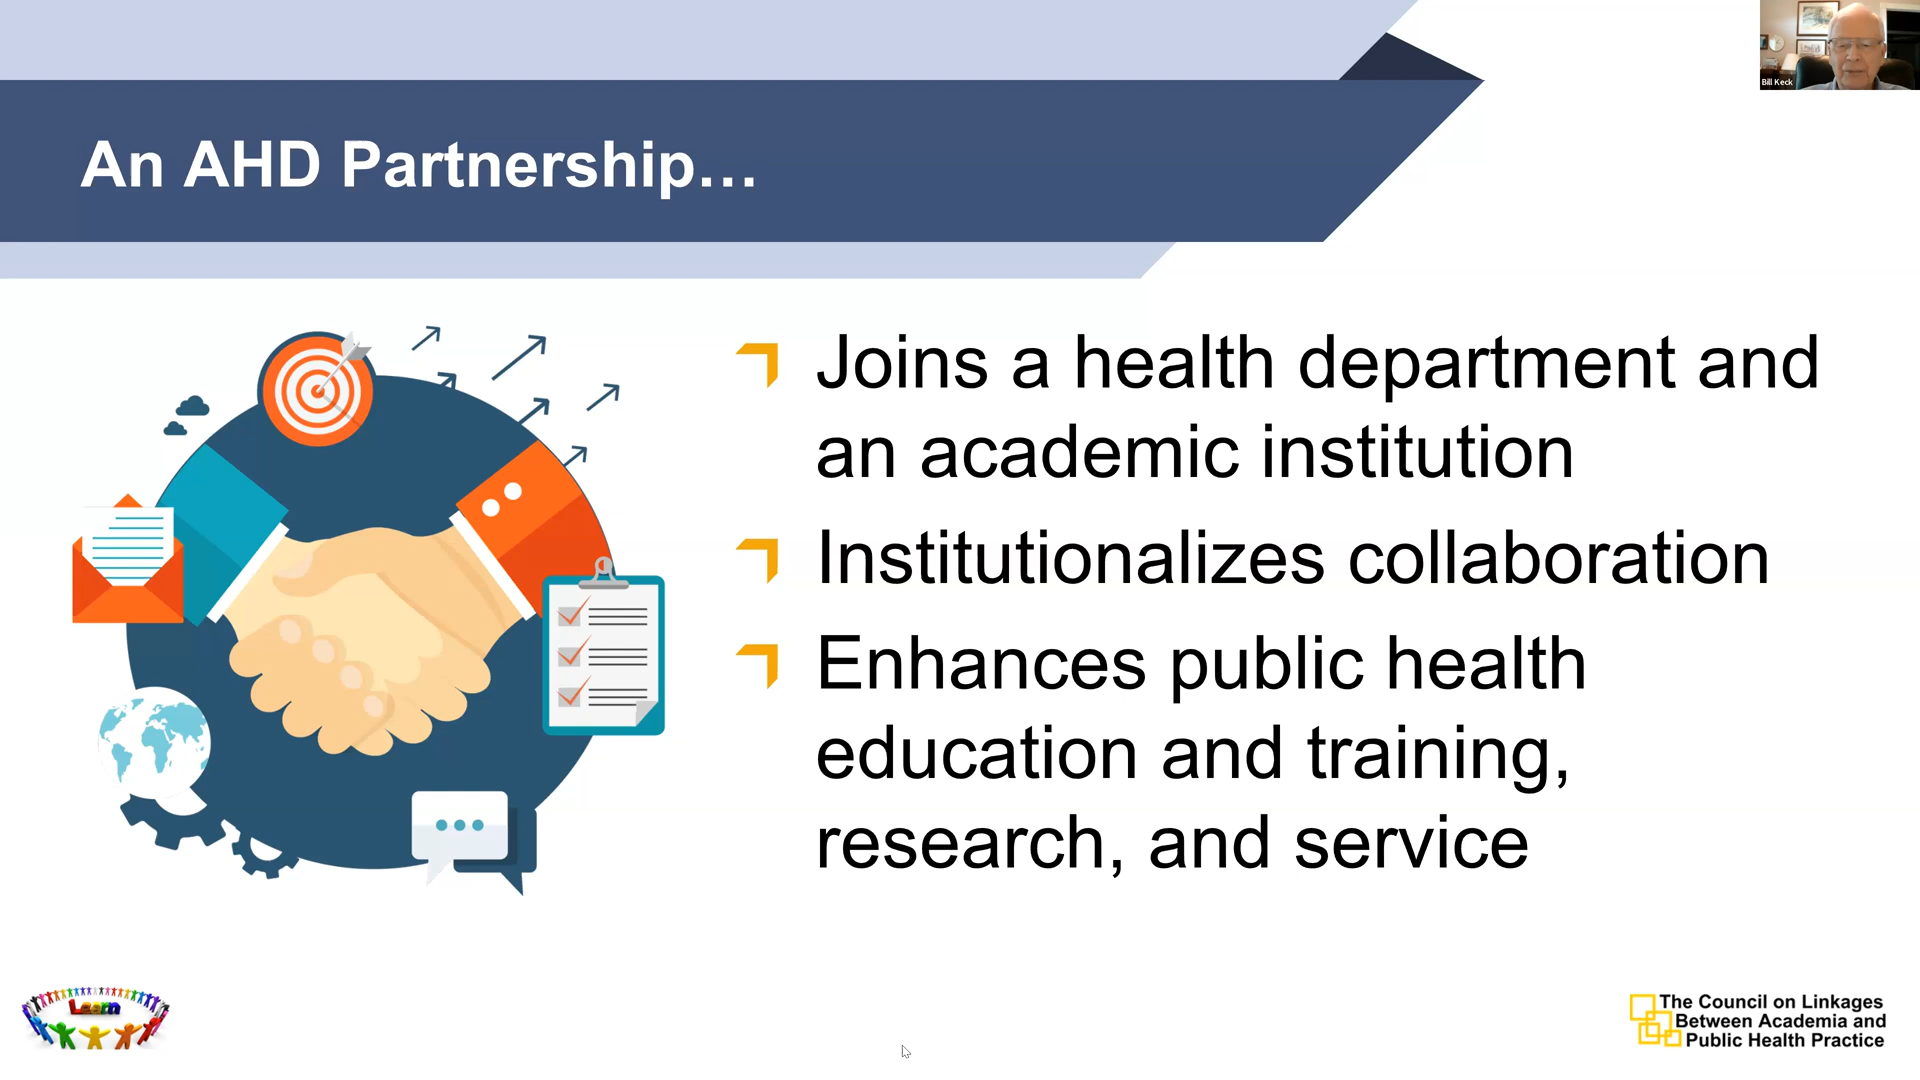 Bill Keck
An AHD Partnership...
Joins a health department and
an academic institution
Institutionalizes collaboration
Enhances public health
education and training,
research, and service
Learn
The Council on Linkages
Between Academia and
Public Health Practice